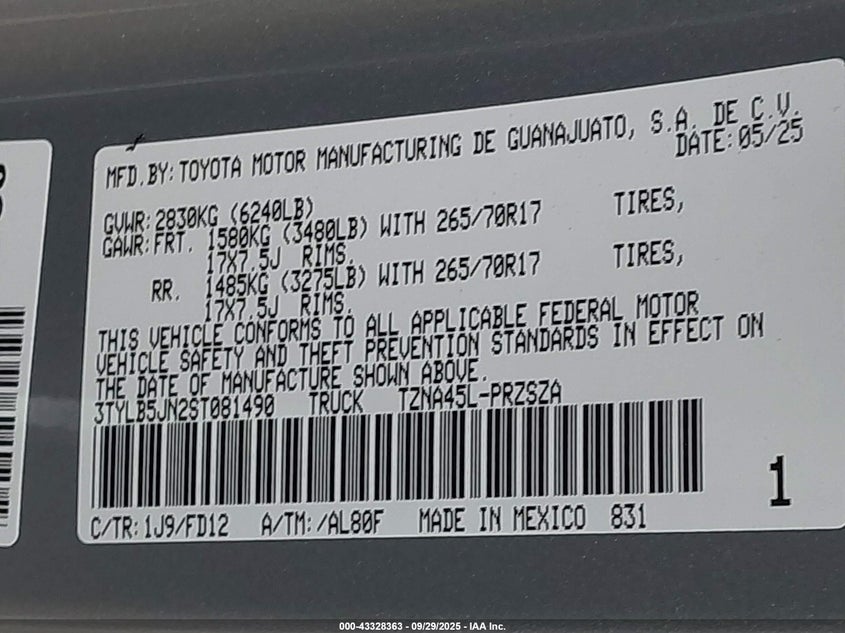 MFD.BY: TOYOTA MOTOR MANUFACTURING DE GUANAJUATO, S.A. DE C.V.
DATE: 05/25
GVWR: 2830KG (6240LB)
GAWR: FRT. 1580KG (3480LB) WITH 265/70R17 TIRES,
17X7.5J RIMS.
RR. 1485KG (3275LB) WITH 265/70R17 TIRES,
17X7.5J RIMS.
THIS VEHICLE CONFORMS TO ALL APPLICABLE FEDERAL MOTOR
VEHICLE SAFETY AND THEFT PREVENTION STANDARDS IN EFFECT ON
THE DATE OF MANUFACTURE SHOWN ABOVE.
3TYLB5JN2ST081490 TRUCK TZNA45L-PRZSZA
1
C/TR: 1J9/FD12 A/TM: /AL80F MADE IN MEXICO 831
000-43328363 - 09/29/2025 - IAA Inc.